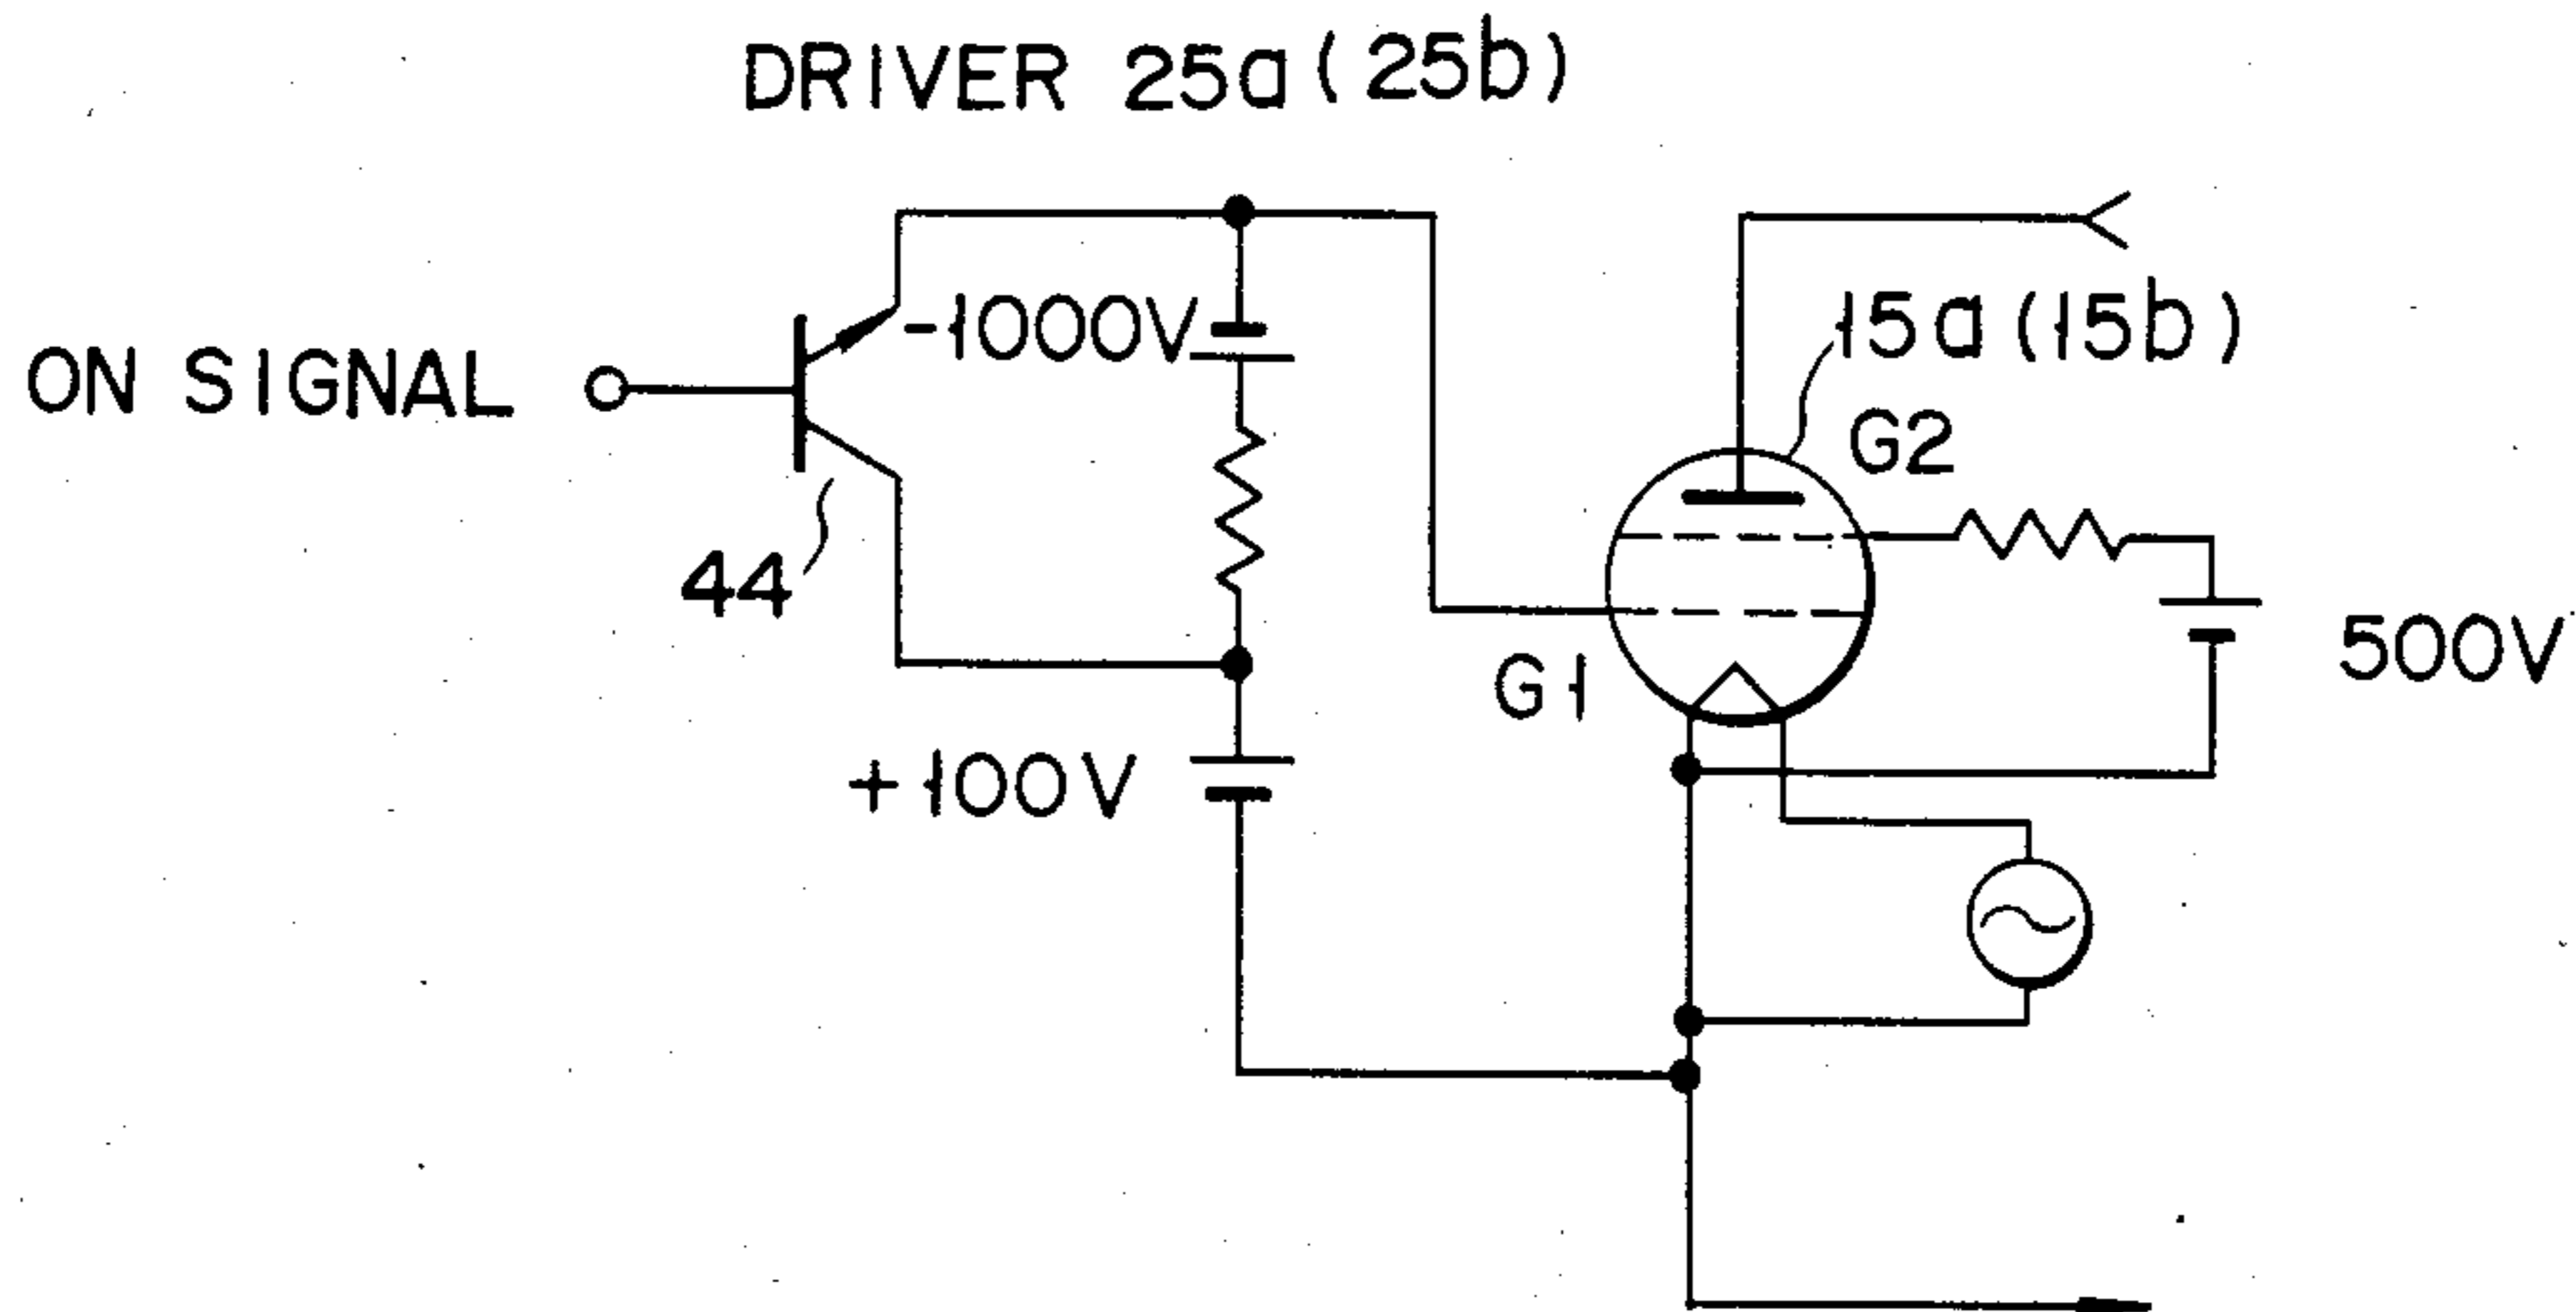 DRIVER 25a (25b)
ON SIGNAL
-1000V
15a (15b)
G2
44
G1
500V
+100V